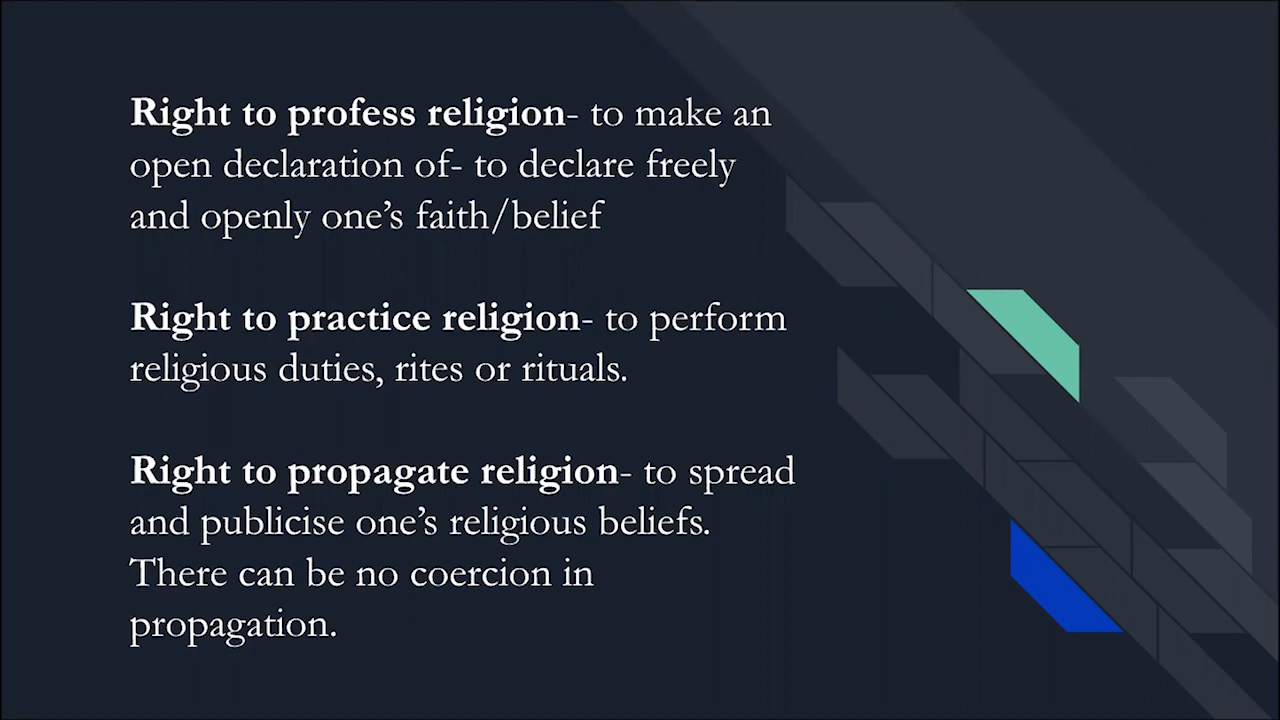 Right to profess religion- to make an
open declaration of- to declare freely
and openly one’s faith/belief
Right to practice religion- to perform
religious duties, rites or rituals.
Right to propagate religion- to spread
and publicise one’s religious beliefs.
There can be no coercion in
propagation.